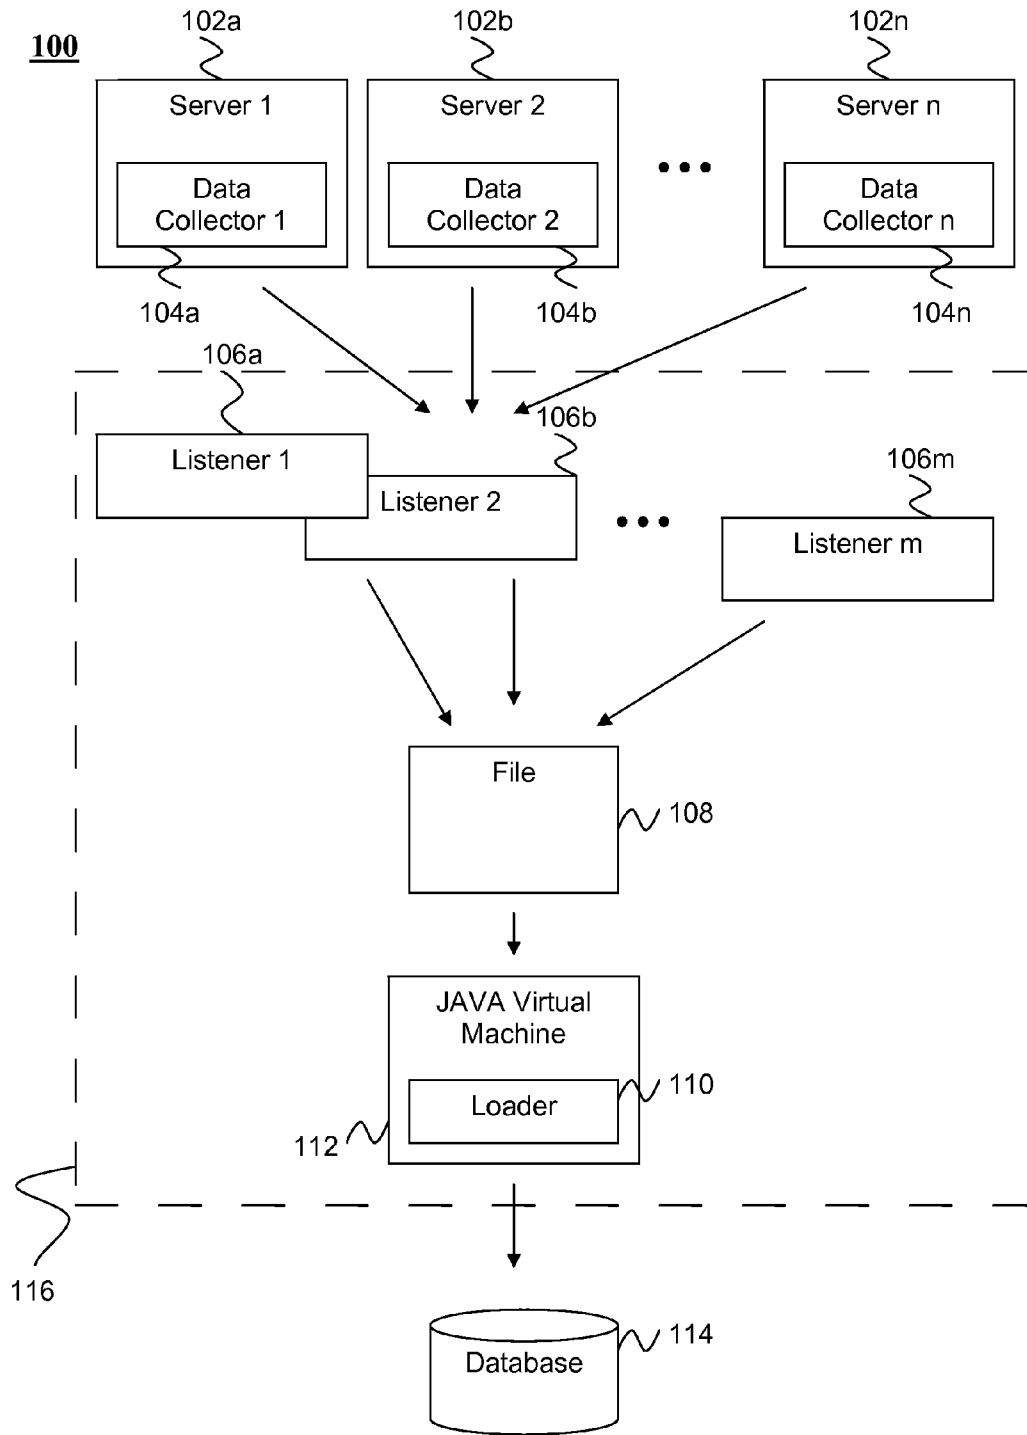 102a
102b
102n
100
Server 1
Server 2
Server n
Data
Collector 1
Data
Collector 2
Data
Collector n
104a
104b
104n
106a
106b
Listener 1
106m
Listener 2
Listener m
File
108
JAVA Virtual
Machine
110
Loader
112
116
114
Database